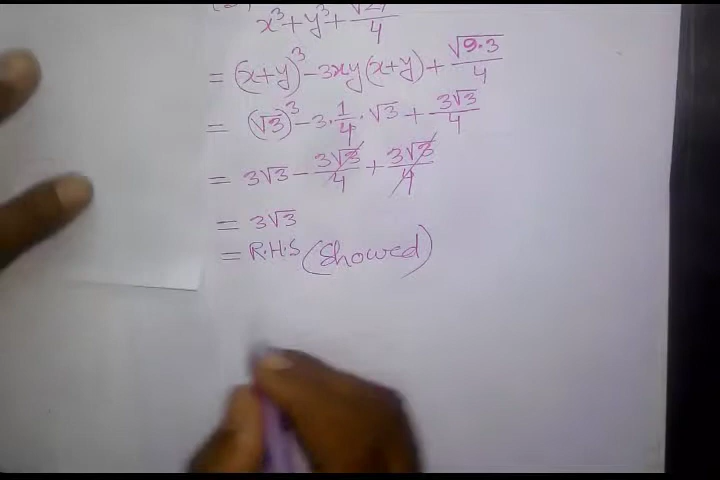 x³+y³+√27/4
= (x+y)³-3xy(x+y)+√9·3/4
= (√3)³-3·1/4·√3+3√3/4
= 3√3-3√3/4+3√3/4
= 3√3
= R.H.S (Showed)